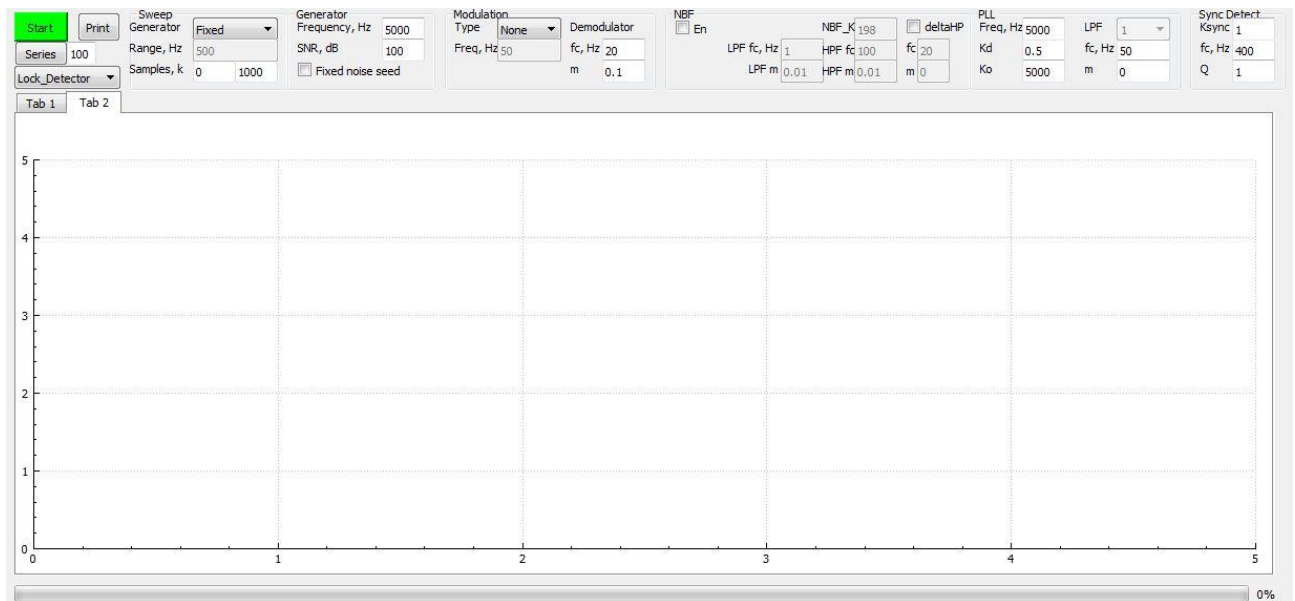 Sweep Generator Modulation NBF PLL Sync Detect
Start Print Generator Fixed Frequency, Hz 5000 Type None Demodulator En NBF_K 198 deltaHP Freq, Hz 5000 LPF 1 Ksync 1
Series 100 Range, Hz 500 SNR, dB 100 Freq, Hz 50 fc, Hz 20 LPF fc, Hz 1 HPF fc 100 fc 20 Kd 0.5 fc, Hz 50 fc, Hz 400
Lock_Detector Samples, k 0 1000 Fixed noise seed m 0.1 LPF m 0.01 HPF m 0.01 m 0 Ko 5000 m 0 Q 1
Tab 1 Tab 2
5
4
3
2
1
0
0 1 2 3 4 5
0%